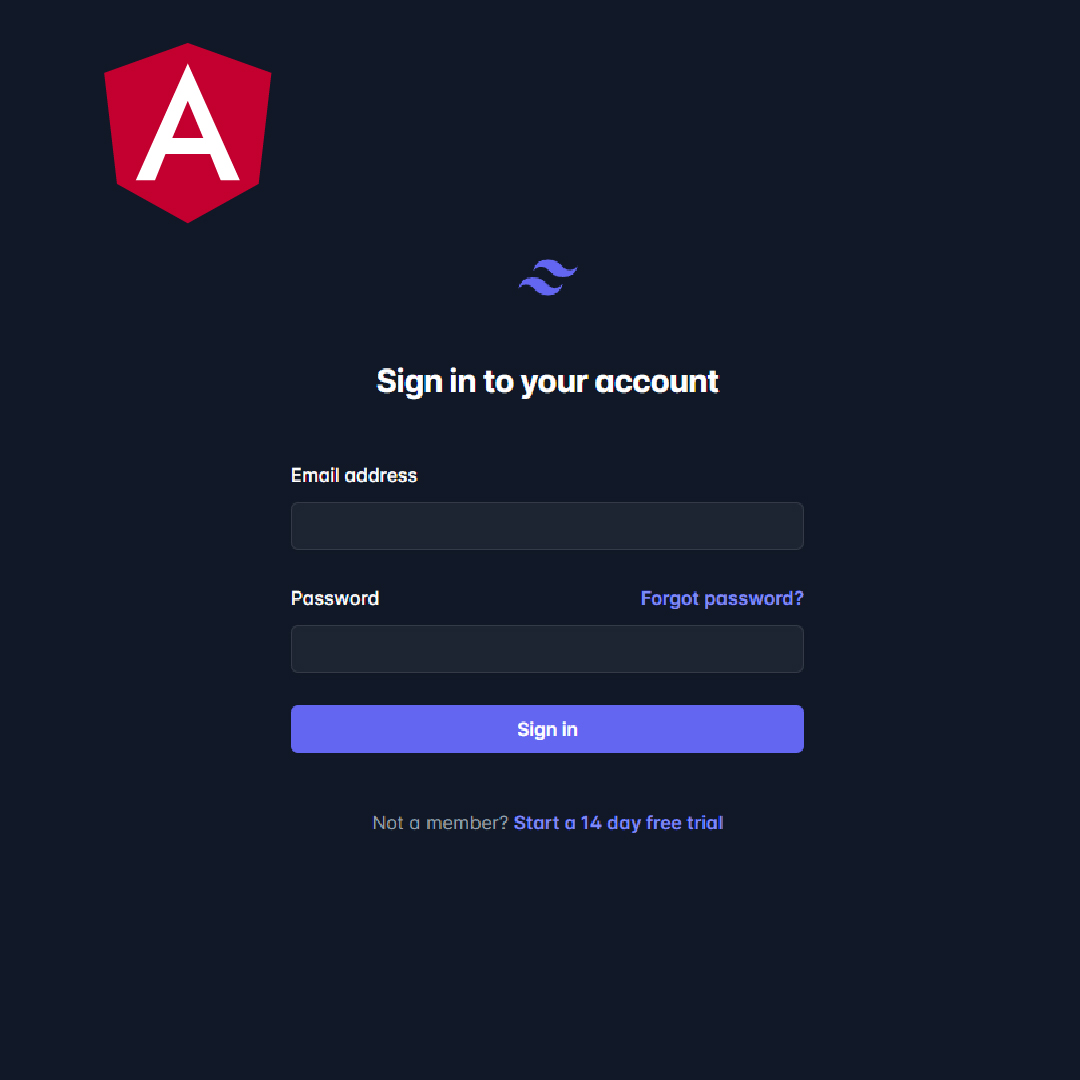 A
Sign in to your account
Email address
Password Forgot password?
Sign in
Not a member? Start a 14 day free trial